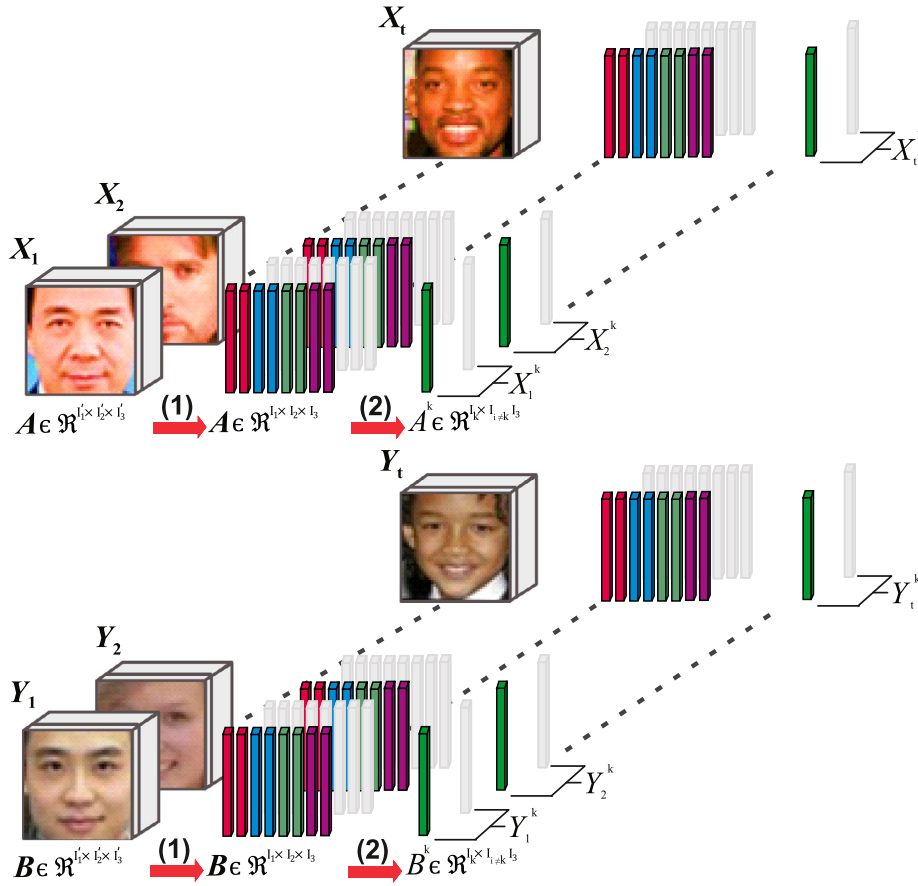 X_t
X_t^k
X_2
X_1
X_2^k
X_1^k
A ϵ ℜ^{I'_1× I'_2× I'_3} (1) A ϵ ℜ^{I_1× I_2× I_3} (2) A^k ϵ ℜ^{I_k× I_{i≠k} I_3}
Y_t
Y_t^k
Y_2
Y_1
Y_2^k
Y_1^k
B ϵ ℜ^{I'_1× I'_2× I'_3} (1) B ϵ ℜ^{I_1× I_2× I_3} (2) B^k ϵ ℜ^{I_k× I_{i≠k} I_3}